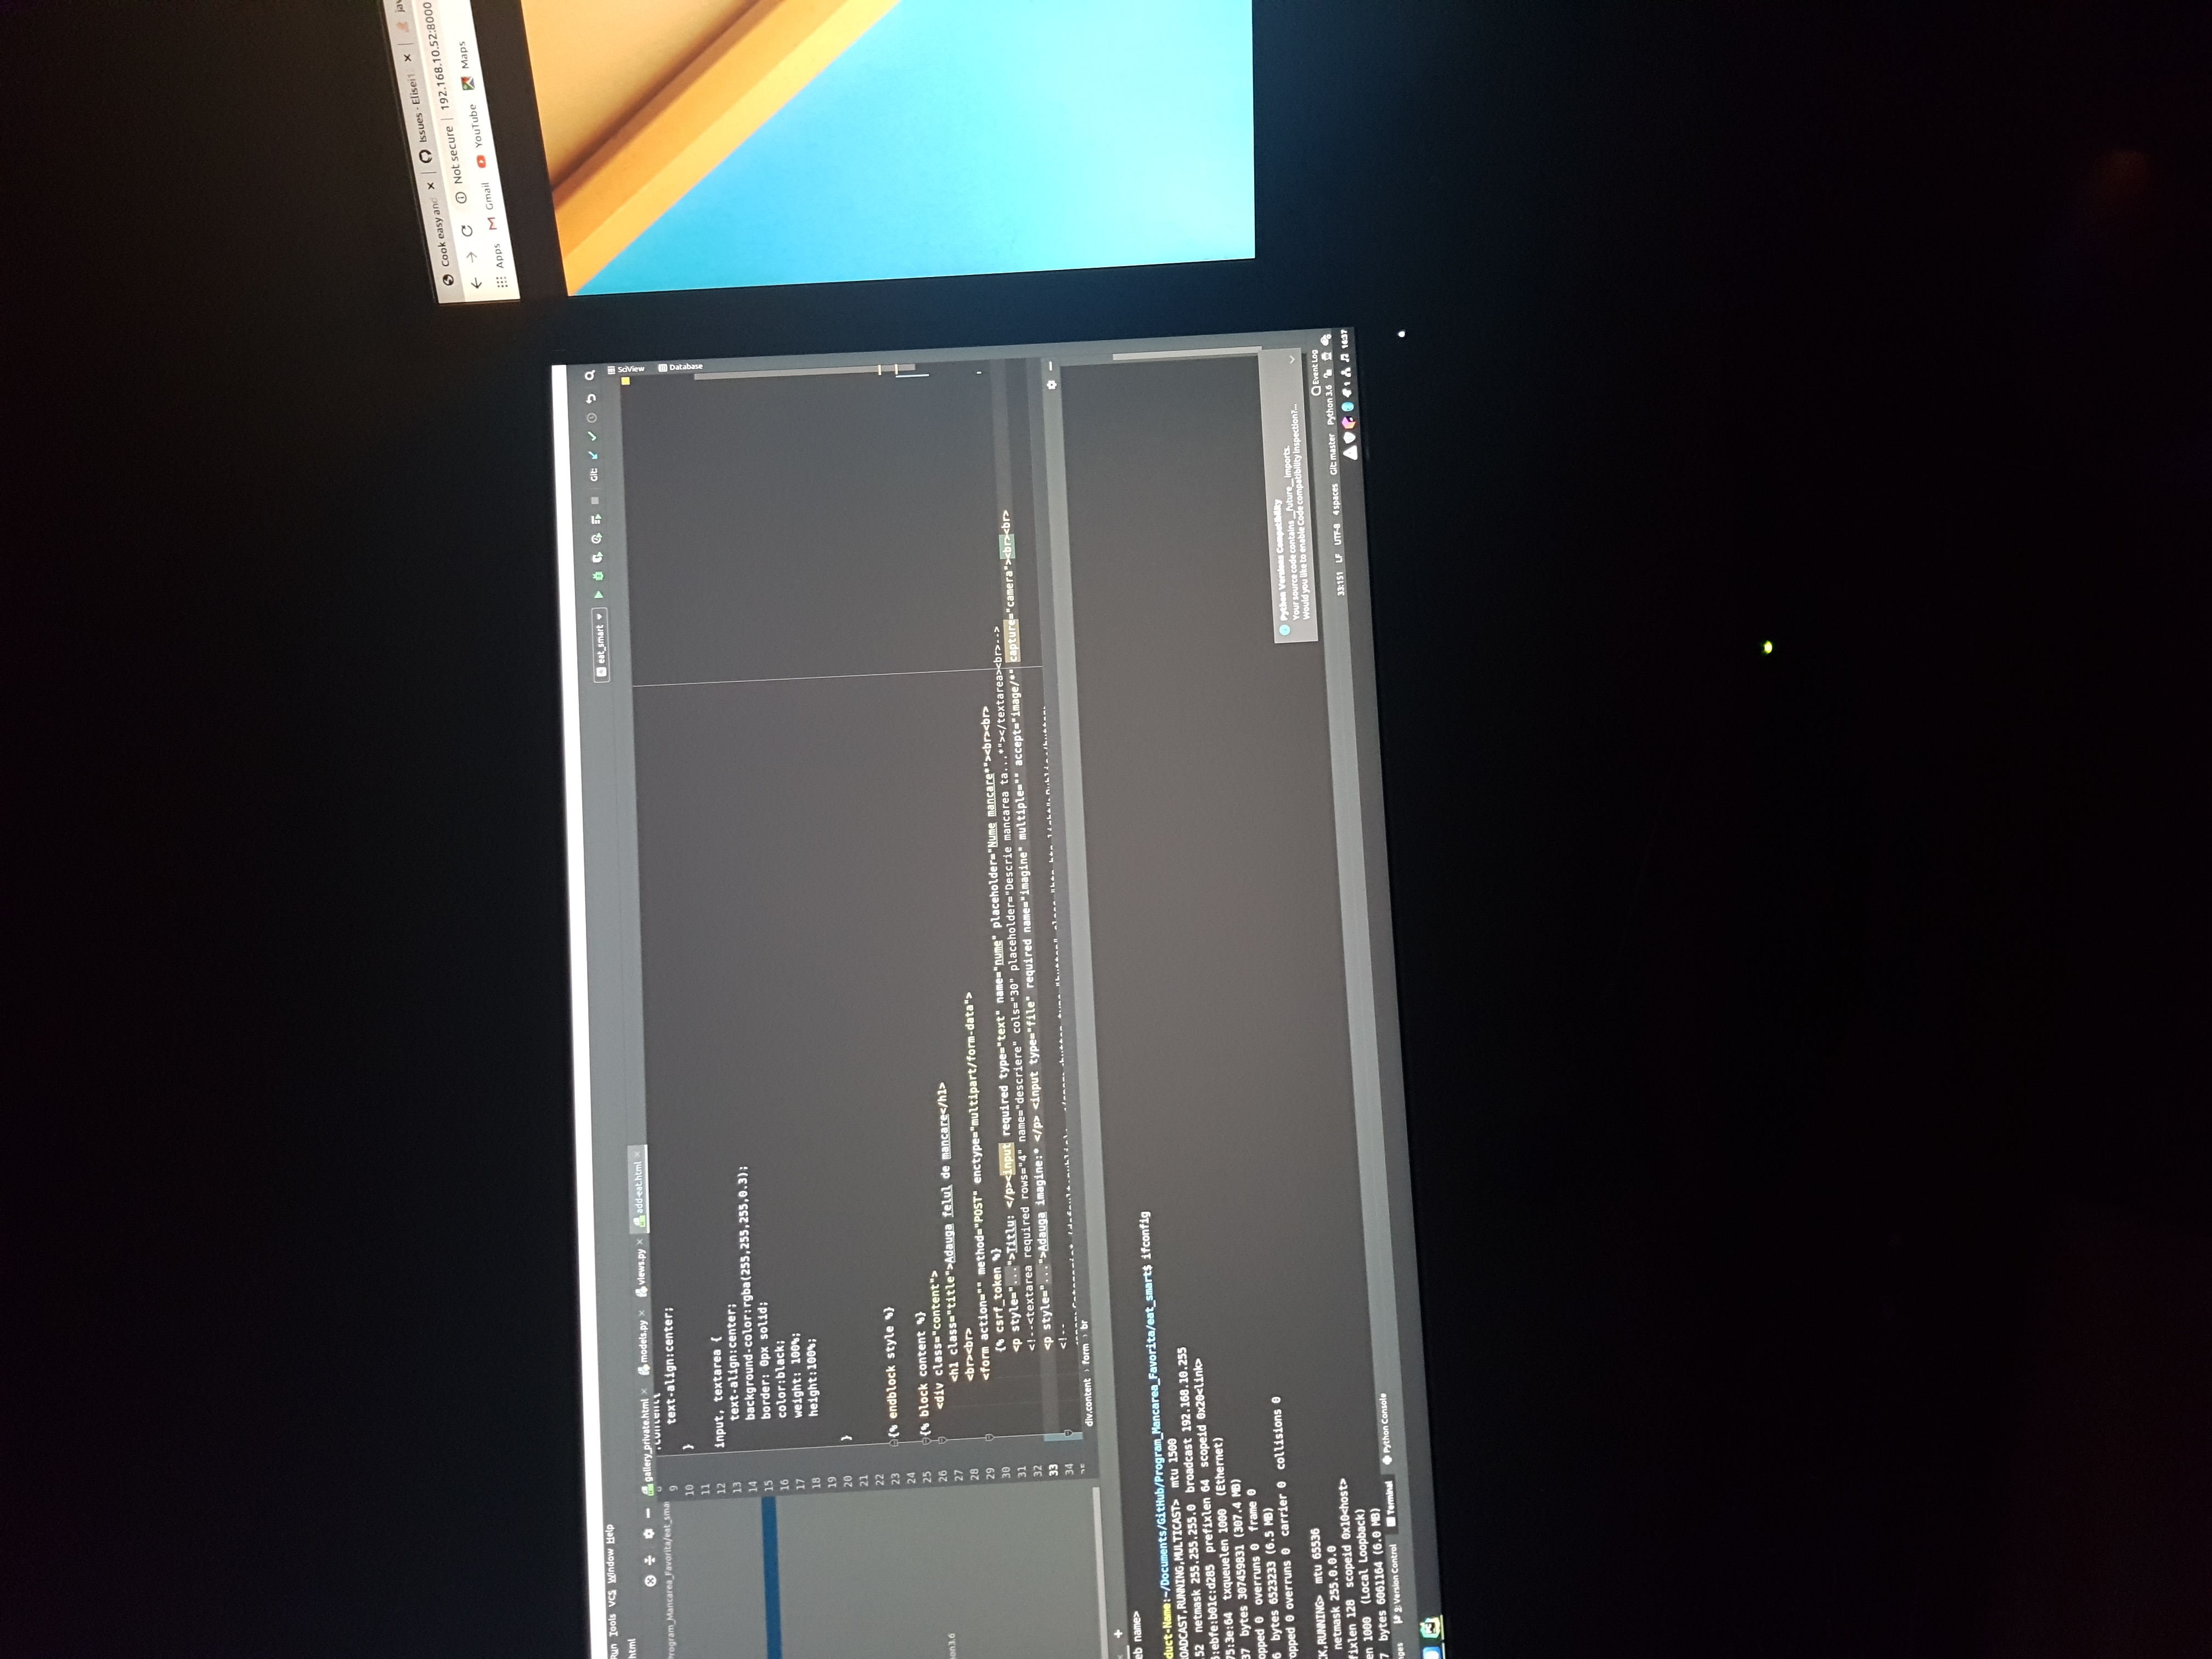 Cook easy and
Issues - Elisei1
jav
Not secure | 192.168.10.52:8000
Apps Gmail YouTube Maps
Run Tools VCS Window Help
eat_smart
Git:
html
gallery_private.html models.py views.py add-eat.html
Program_Mancarea_Favorita/eat_smar
SciView
Database
8 .content{
9 text-align:center;
10 }
11
12 input, textarea {
13 text-align:center;
14 background-color:rgba(255,255,255,0.3);
15 border: 0px solid;
16 color:black;
17 weight: 100%;
18 height:100%;
19
20 }
21
22
23 {% endblock style %}
24
25 {% block content %}
26 <div class="content">
27 <h1 class="title">Adauga felul de mancare</h1>
28 <br><br>
29 <form action="" method="POST" enctype="multipart/form-data">
30 {% csrf_token %}
31 <p style="...">Titlu: </p><input required type="text" name="nume" placeholder="Nume mancare*"><br><br>
32 <!--<textarea required rows="4" name="descriere" cols="30" placeholder="Descrie mancarea ta...*"></textarea><br>-->
33 <p style="...">Adauga imagine:* </p> <input type="file" required name="imagine" multiple="" accept="image/*" capture="camera"><br><br>
34 <!--
on3.6
div.content › form › br
eb name>
duct-Name:~/Documents/GitHub/Program_Mancarea_Favorita/eat_smart$ ifconfig
OADCAST,RUNNING,MULTICAST> mtu 1500
.52 netmask 255.255.255.0 broadcast 192.168.10.255
:ebfe:b01c:d285 prefixlen 64 scopeid 0x20<link>
75:3e:64 txqueuelen 1000 (Ethernet)
37 bytes 307459831 (307.4 MB)
opped 0 overruns 0 frame 0
6 bytes 6523233 (6.5 MB)
ropped 0 overruns 0 carrier 0 collisions 0
CK,RUNNING> mtu 65536
netmask 255.0.0.0
fixlen 128 scopeid 0x10<host>
en 1000 (Local Loopback)
7 bytes 6061164 (6.0 MB)
Python Versions Compatibility
Your source code contains __future__ imports.
Would you like to enable Code compatibility inspection?...
Event Log
nges 2: Version Control Terminal Python Console
33:151 LF UTF-8 4 spaces Git: master Python 3.6
1 16:37